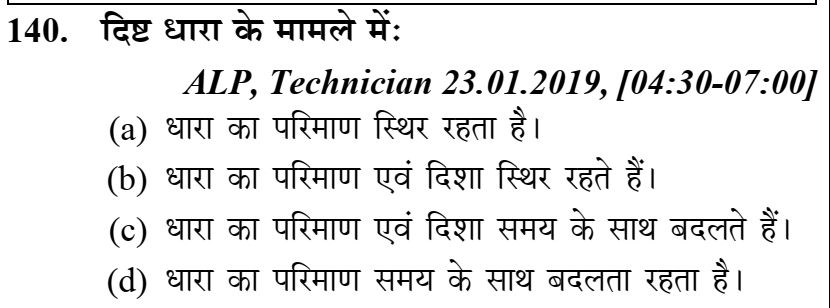 140. दिष्ट धारा के मामले में:
ALP, Technician 23.01.2019, [04:30-07:00]
(a) धारा का परिमाण स्थिर रहता है।
(b) धारा का परिमाण एवं दिशा स्थिर रहते हैं।
(c) धारा का परिमाण एवं दिशा समय के साथ बदलते हैं।
(d) धारा का परिमाण समय के साथ बदलता रहता है।